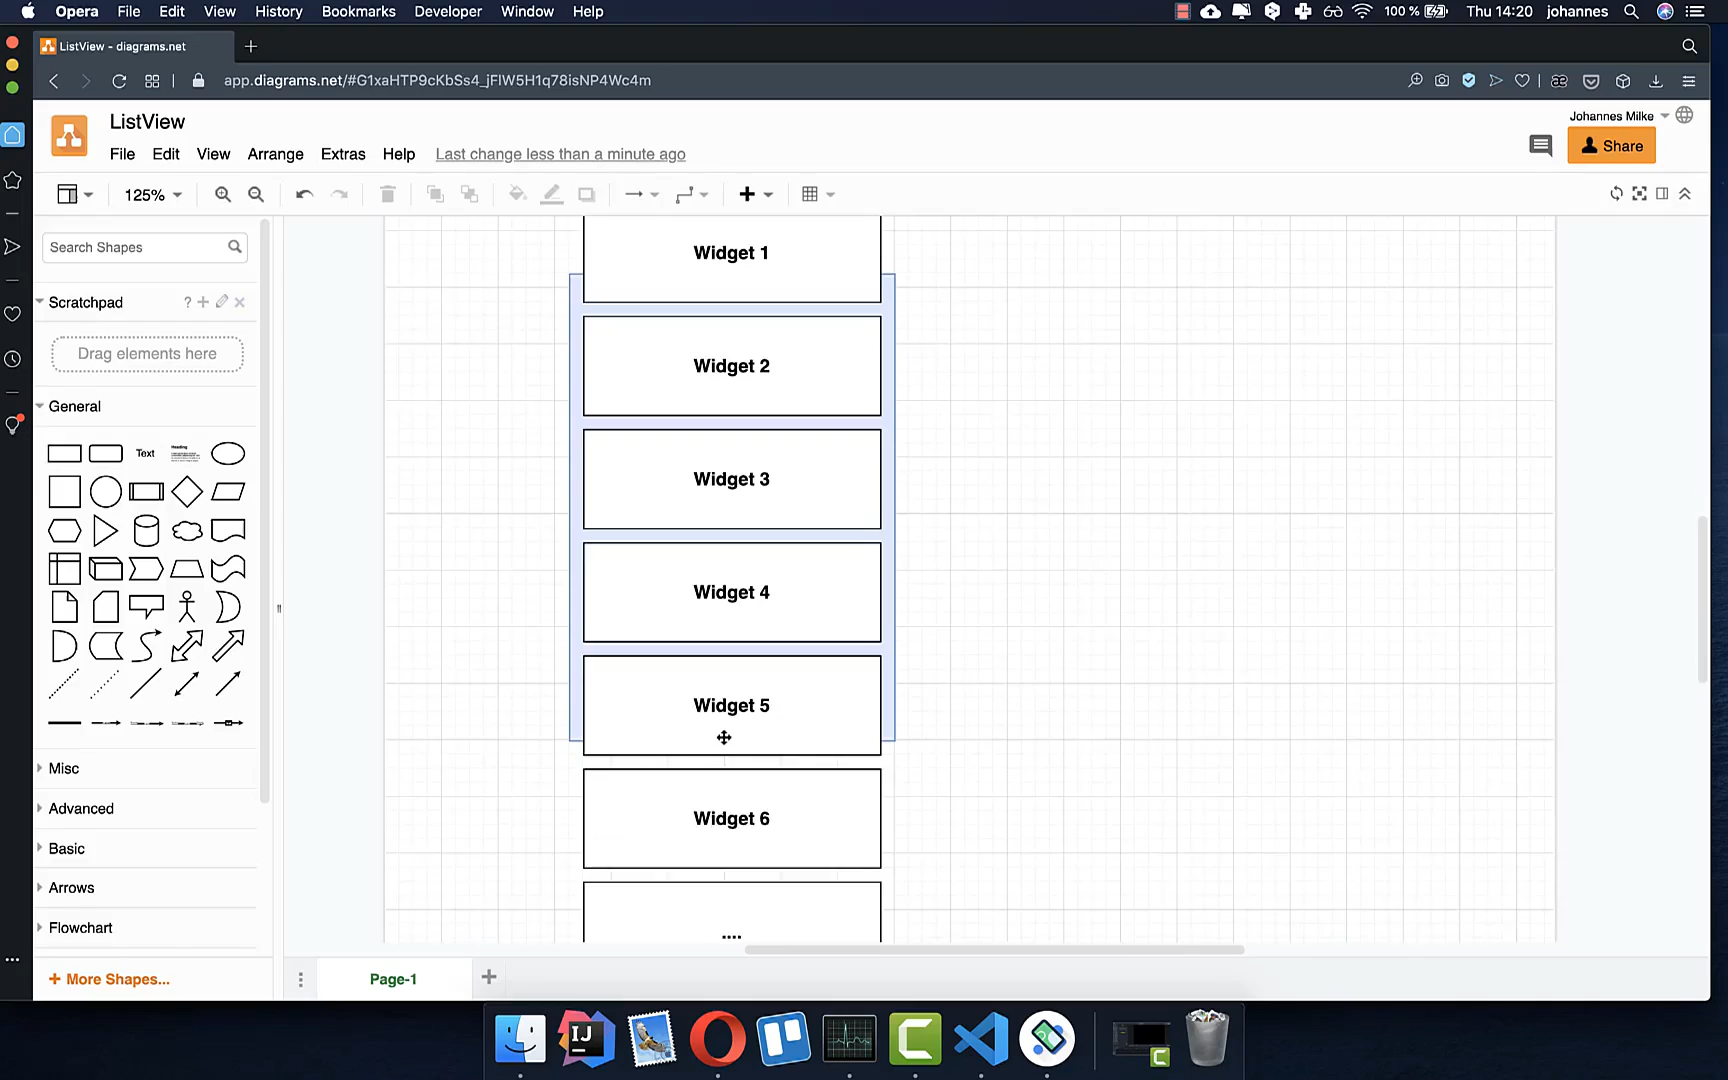 Opera File Edit View History Bookmarks Developer Window Help 100 % Thu 14:20 johannes
ListView - diagrams.net
app.diagrams.net/#G1xaHTP9cKbSs4_jFlW5H1q78isNP4Wc4m
ListView
Johannes Milke
File Edit View Arrange Extras Help Last change less than a minute ago
Share
125%
Search Shapes
Scratchpad ?
Drag elements here
General
Text
Heading
Misc
Advanced
Basic
Arrows
Flowchart
+ More Shapes...
Widget 1
Widget 2
Widget 3
Widget 4
Widget 5
Widget 6
....
Page-1
IJ